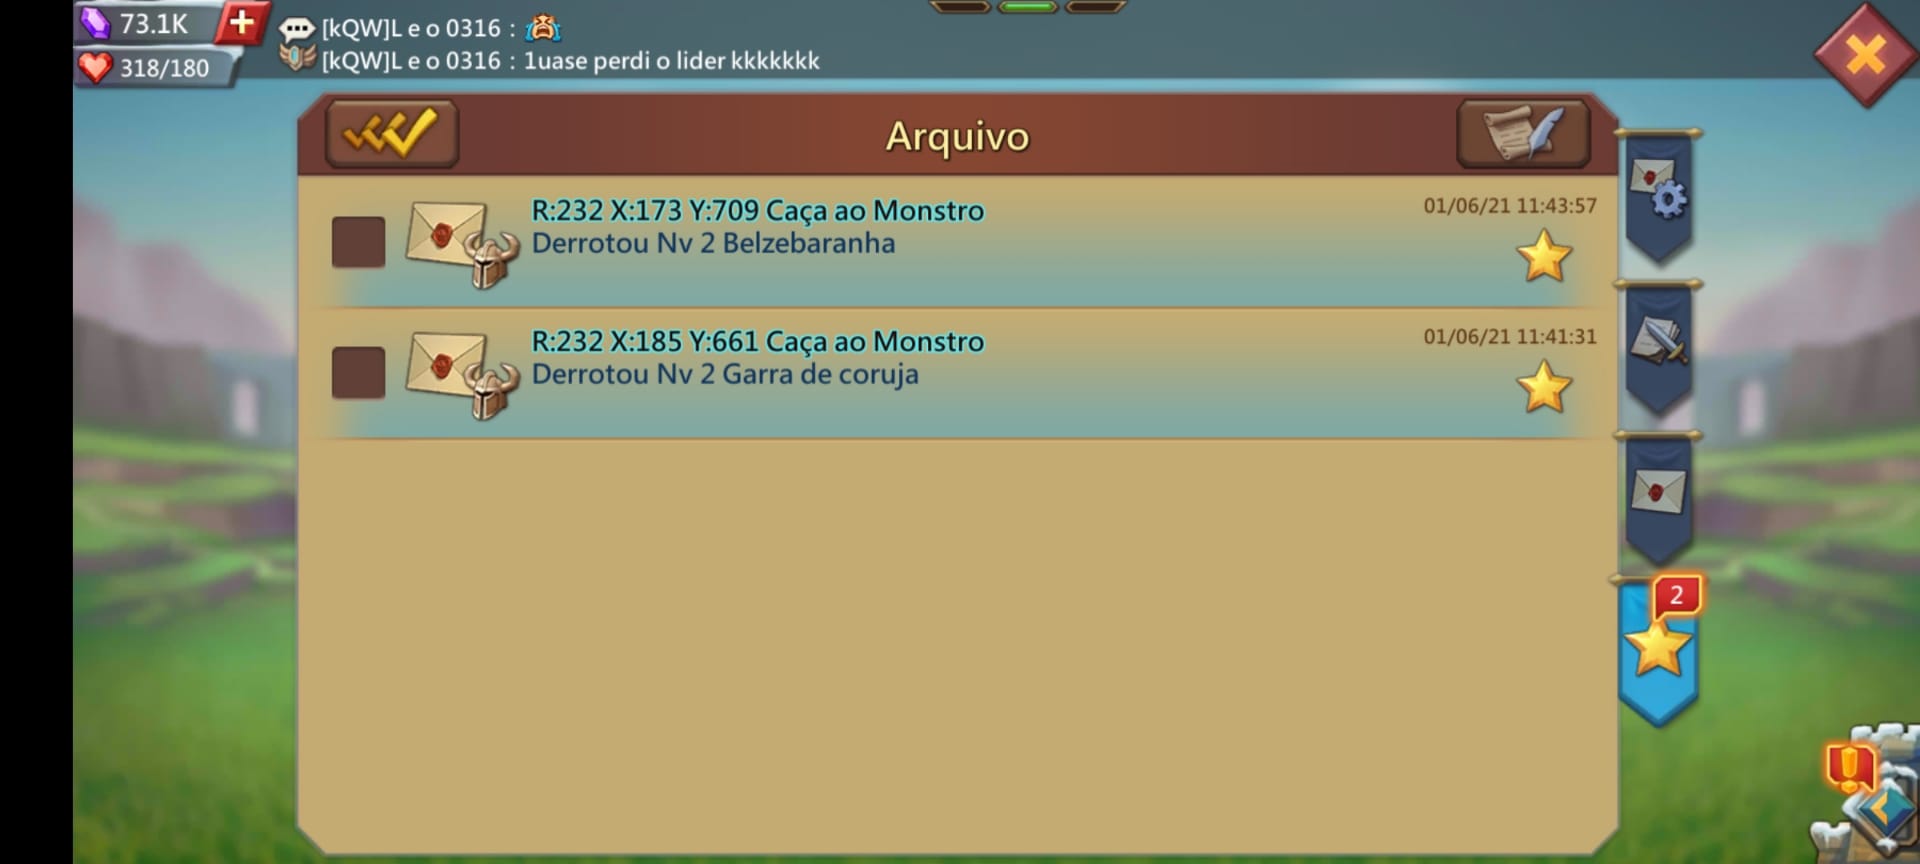 73.1K
318/180
[kQW]L e o 0316 :
[kQW]L e o 0316 : 1uase perdi o lider kkkkkkk
Arquivo
R:232 X:173 Y:709 Caça ao Monstro
01/06/21 11:43:57
Derrotou Nv 2 Belzebaranha
R:232 X:185 Y:661 Caça ao Monstro
01/06/21 11:41:31
Derrotou Nv 2 Garra de coruja
2